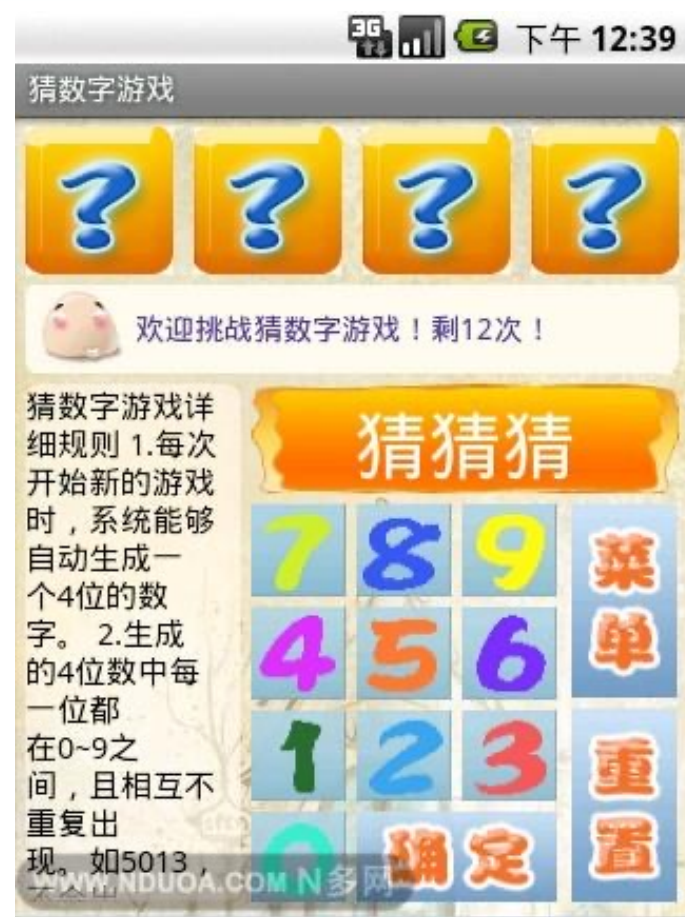 3G
下午 12:39
猜数字游戏
? ? ? ?
欢迎挑战猜数字游戏！剩12次！
猜数字游戏详
细规则 1.每次
开始新的游戏
时，系统能够
自动生成一
个4位的数
字。 2.生成
的4位数中每
一位都
在0~9之
间，且相互不
重复出
现。如5013，
猜猜猜
7 8 9
菜单
4 5 6
1 2 3
重置
0 确定
WWW.NDUOA.COM N多网